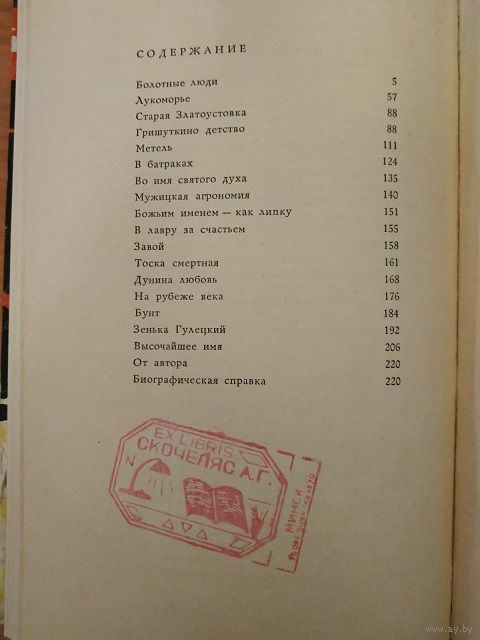 СОДЕРЖАНИЕ
Болотные люди 5
Лукоморье 57
Старая Златоустовка 88
Гришуткино детство 88
Метель 111
В батраках 124
Во имя святого духа 135
Мужицкая агрономия 140
Божьим именем — как липку 151
В лавру за счастьем 155
Завой 158
Тоска смертная 161
Дунина любовь 168
На рубеже века 176
Бунт 184
Зенька Гулецкий 192
Высочайшее имя 206
От автора 220
Биографическая справка 220
EX LIBRIS
СКОЧЕЛЯС А.Г.
N
МИНСК
www.ay.by